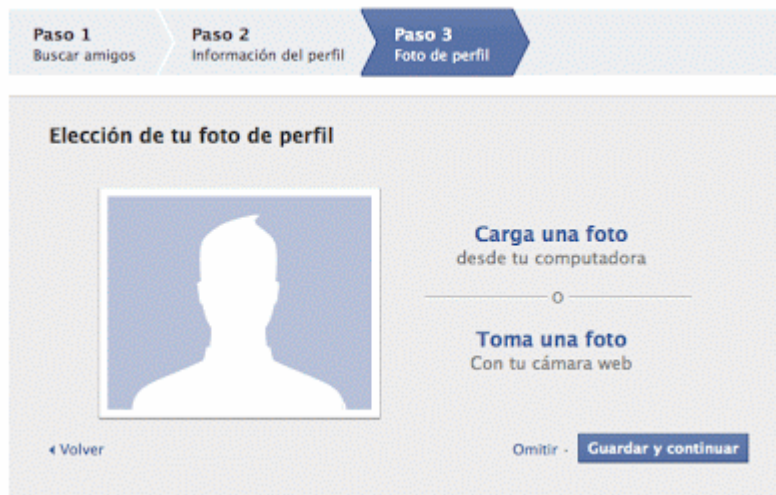 Paso 1
Buscar amigos
Paso 2
Información del perfil
Paso 3
Foto de perfil
Elección de tu foto de perfil
Carga una foto
desde tu computadora
o
Toma una foto
Con tu cámara web
Volver
Omitir -
Guardar y continuar